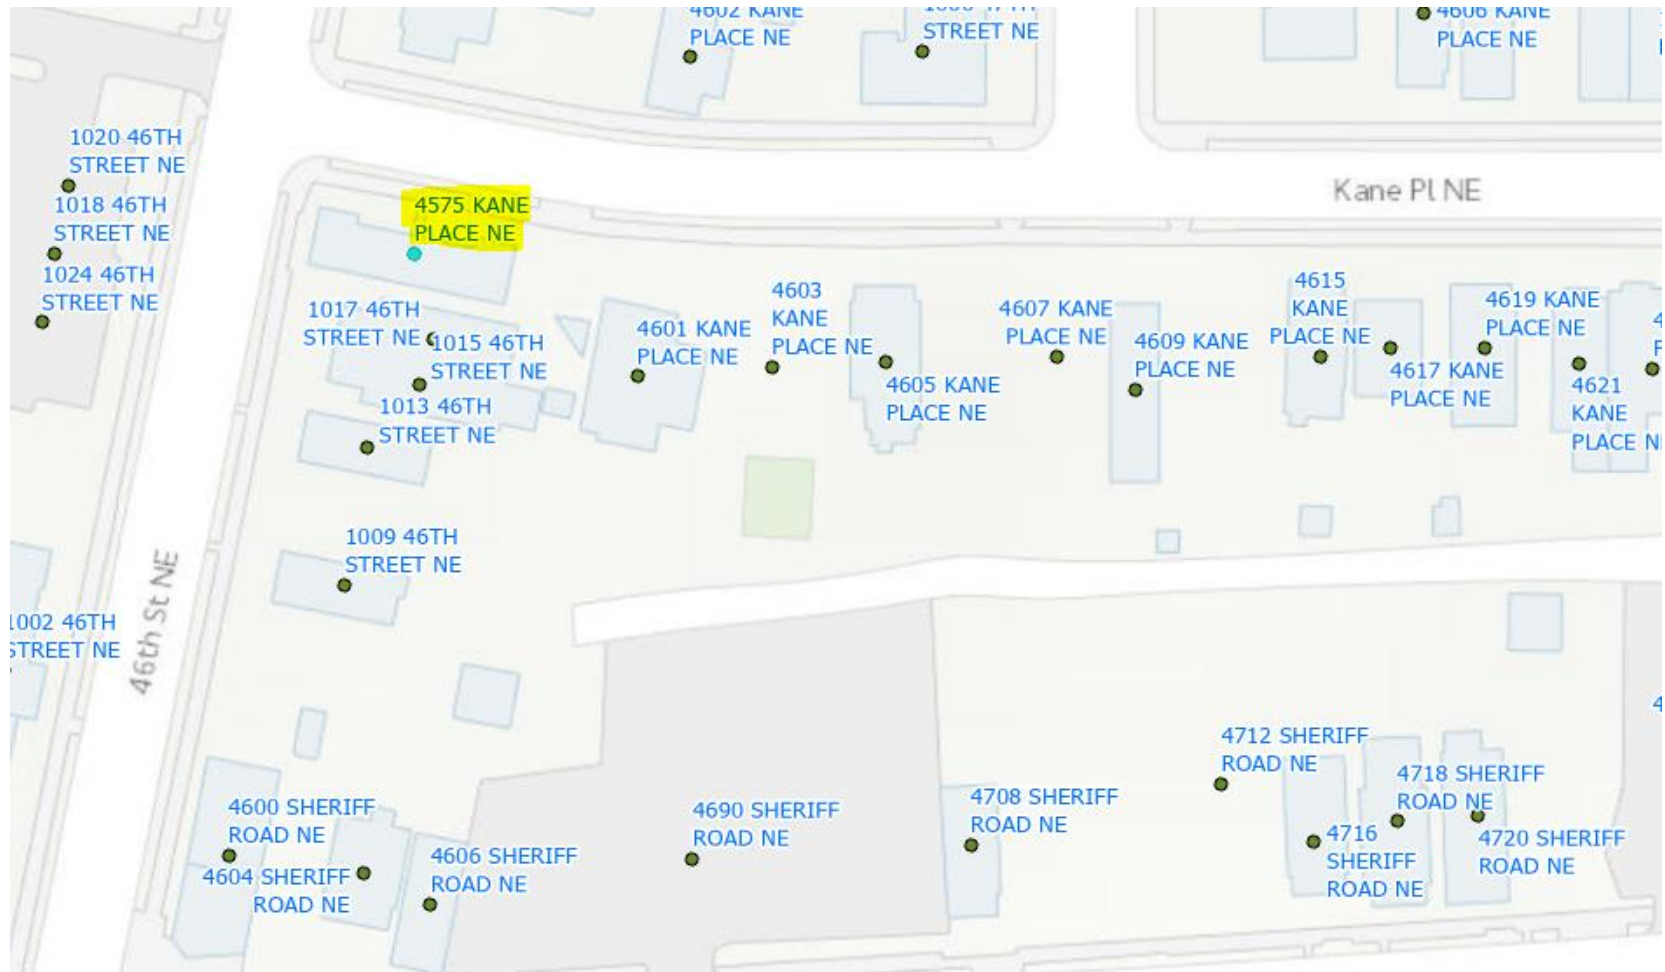 4602 KANE
PLACE NE
STREET NE
4606 KANE
PLACE NE
1020 46TH
STREET NE
1018 46TH
STREET NE
1024 46TH
STREET NE
Kane Pl NE
4575 KANE
PLACE NE
1017 46TH
STREET NE
1015 46TH
STREET NE
1013 46TH
STREET NE
4601 KANE
PLACE NE
4603
KANE
PLACE NE
4605 KANE
PLACE NE
4607 KANE
PLACE NE
4609 KANE
PLACE NE
4615
KANE
PLACE NE
4617 KANE
PLACE NE
4619 KANE
PLACE NE
4621
KANE
PLACE NE
1009 46TH
STREET NE
1002 46TH
STREET NE
46th St NE
4600 SHERIFF
ROAD NE
4604 SHERIFF
ROAD NE
4606 SHERIFF
ROAD NE
4690 SHERIFF
ROAD NE
4708 SHERIFF
ROAD NE
4712 SHERIFF
ROAD NE
4716
SHERIFF
ROAD NE
4718 SHERIFF
ROAD NE
4720 SHERIFF
ROAD NE